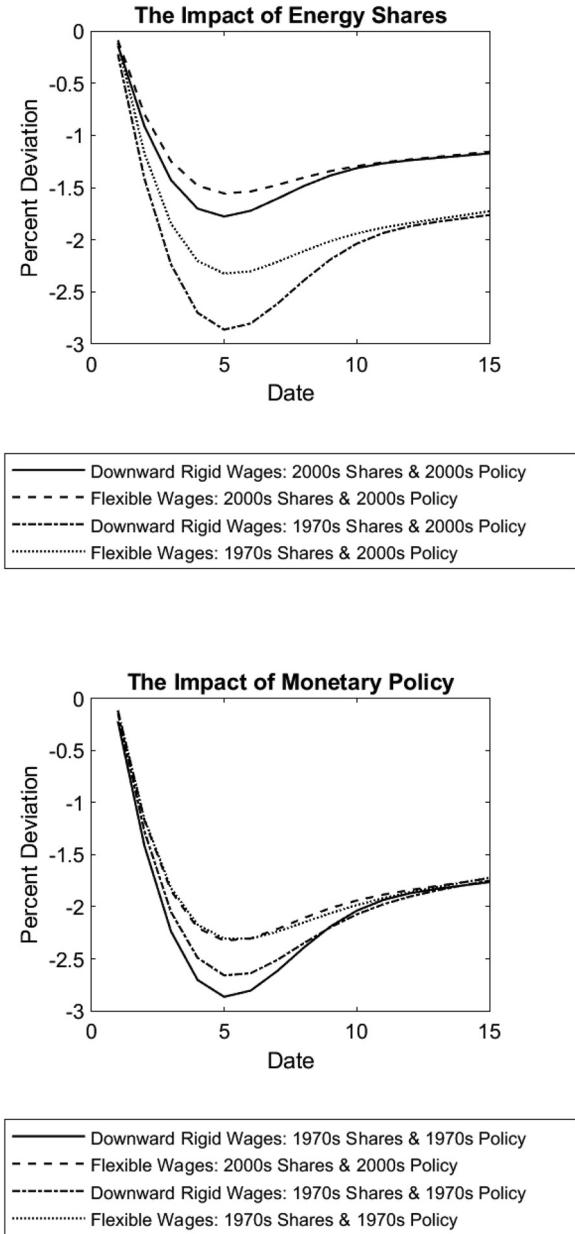 The Impact of Energy Shares
0
-0.5
-1
-1.5
-2
-2.5
-3
Percent Deviation
0 5 10 15
Date
Downward Rigid Wages: 2000s Shares & 2000s Policy
Flexible Wages: 2000s Shares & 2000s Policy
Downward Rigid Wages: 1970s Shares & 2000s Policy
Flexible Wages: 1970s Shares & 2000s Policy
The Impact of Monetary Policy
0
-0.5
-1
-1.5
-2
-2.5
-3
Percent Deviation
0 5 10 15
Date
Downward Rigid Wages: 1970s Shares & 1970s Policy
Flexible Wages: 2000s Shares & 2000s Policy
Downward Rigid Wages: 1970s Shares & 1970s Policy
Flexible Wages: 1970s Shares & 1970s Policy